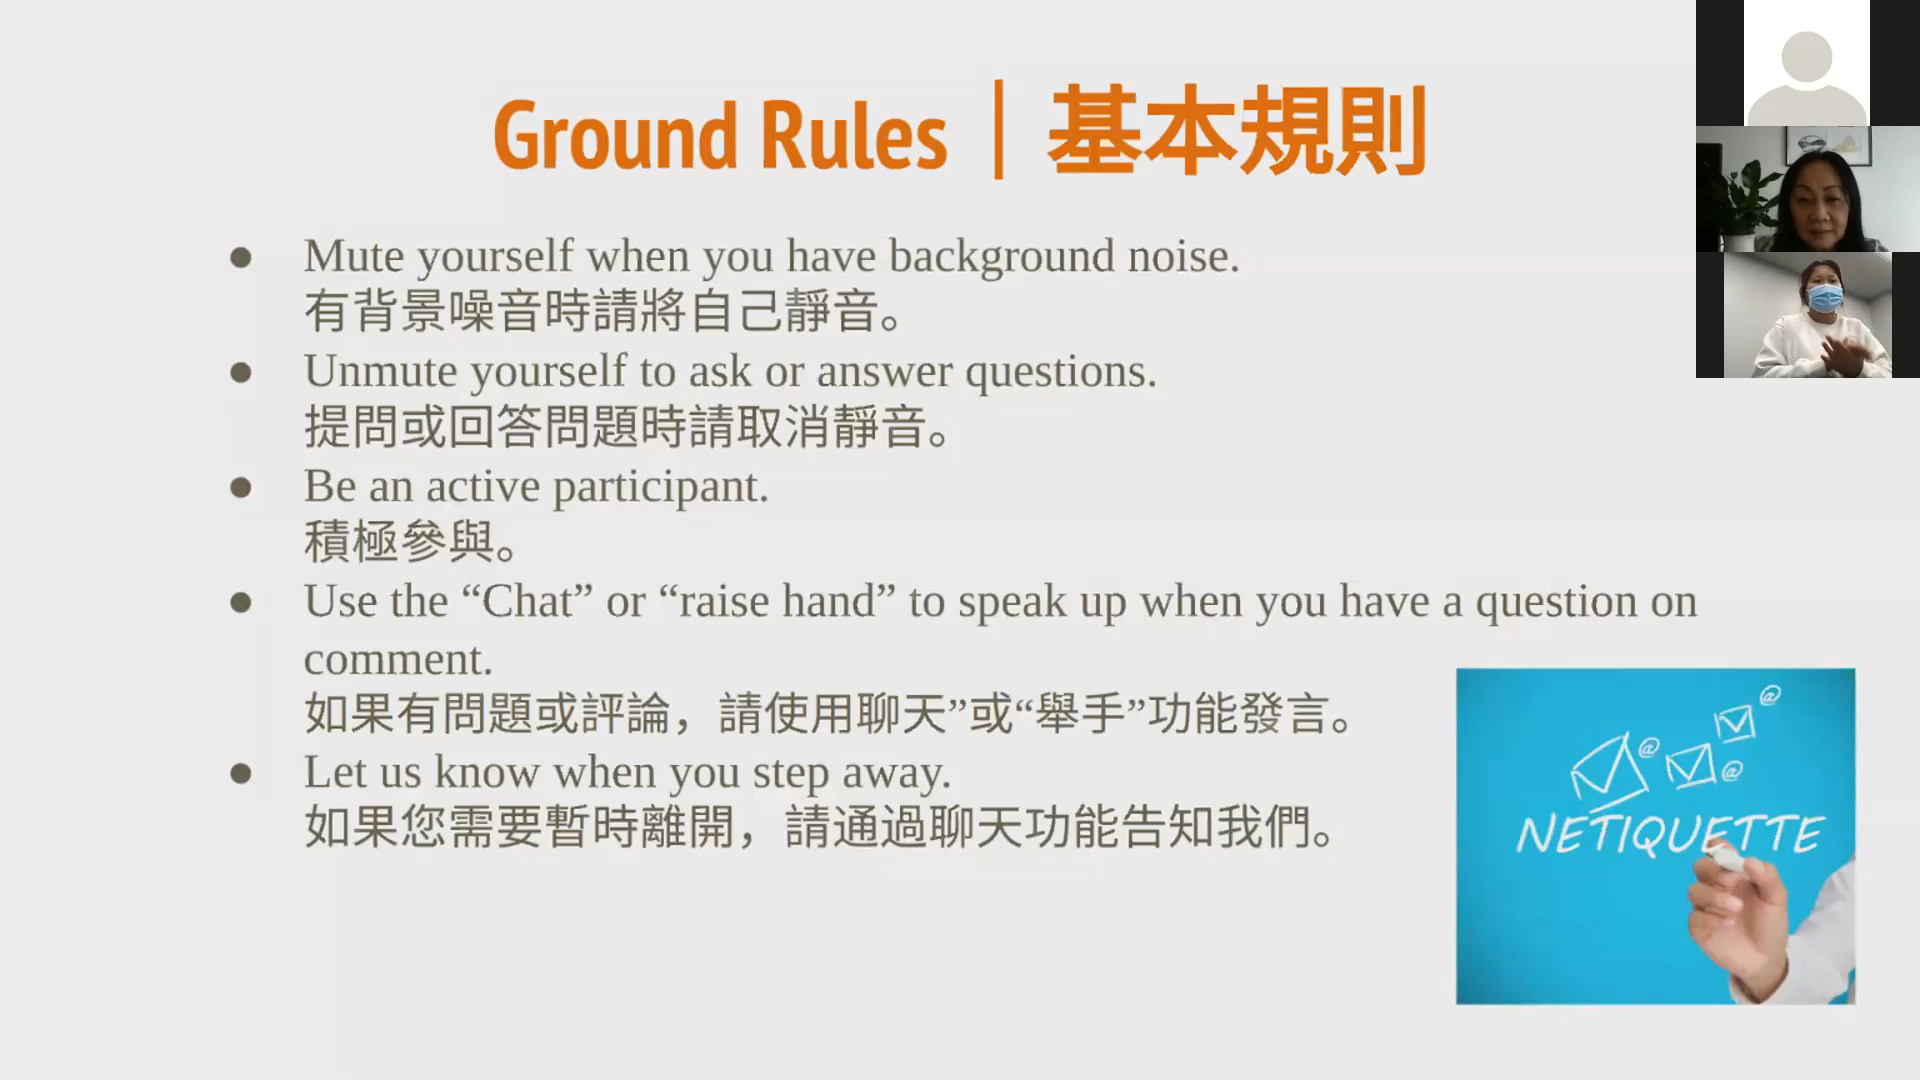 Ground Rules｜基本規則
● Mute yourself when you have background noise.
有背景噪音時請將自己靜音。
● Unmute yourself to ask or answer questions.
提問或回答問題時請取消靜音。
● Be an active participant.
積極參與。
● Use the “Chat” or “raise hand” to speak up when you have a question on
comment.
如果有問題或評論，請使用聊天”或“舉手”功能發言。
● Let us know when you step away.
如果您需要暫時離開，請通過聊天功能告知我們。
@
@
@
NETIQUETTE